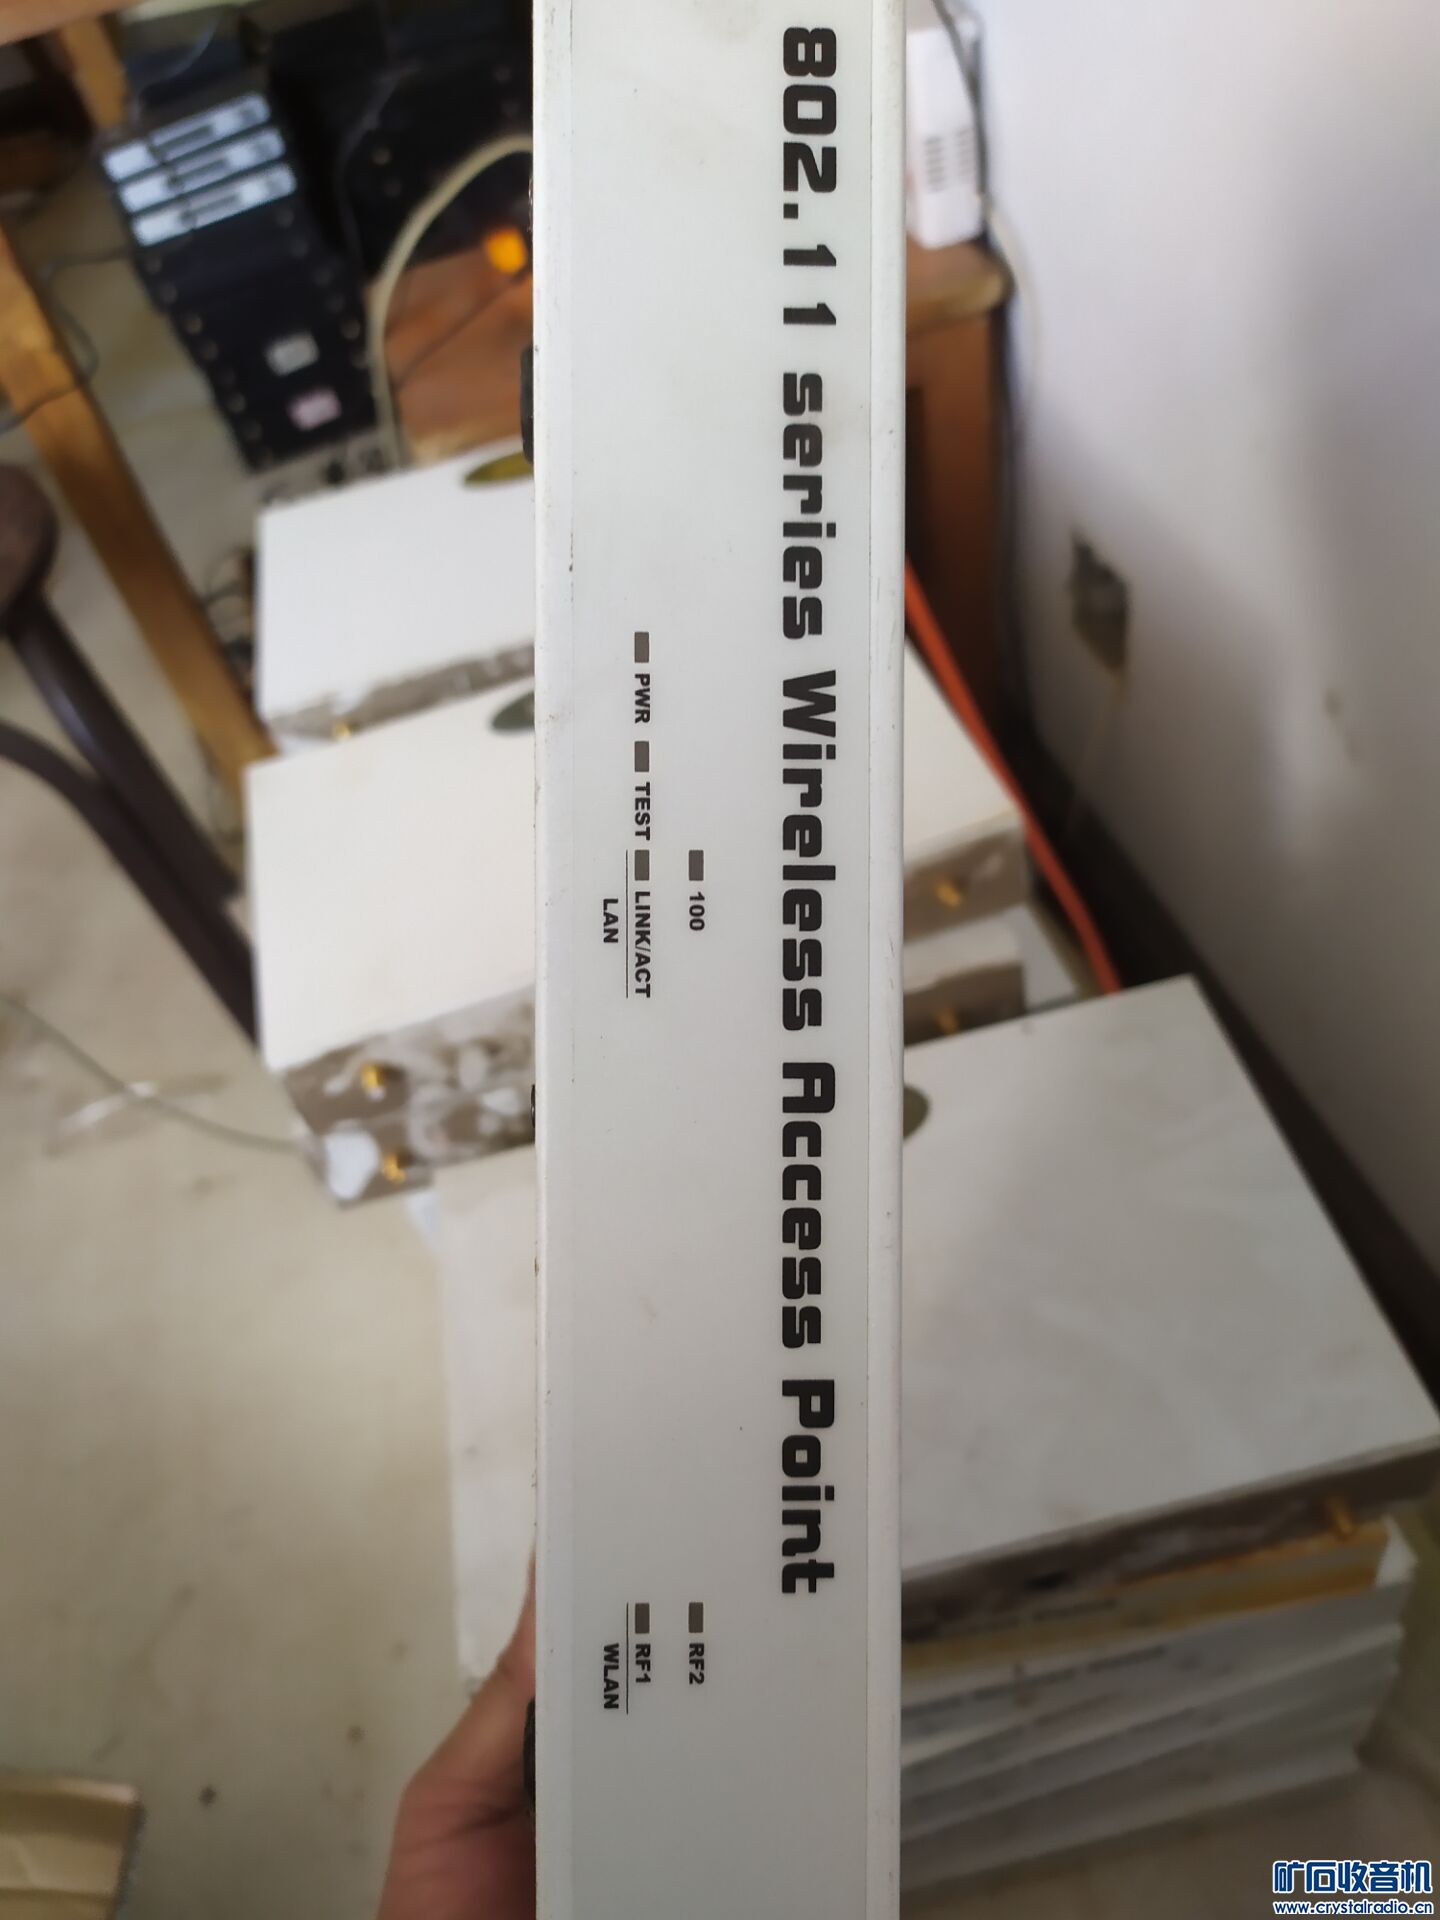 802.11 series Wireless Access Point
100
PWR
TEST
LINK/ACT
LAN
RF2
RF1
WLAN
矿石收音机
www.crystalradio.cn